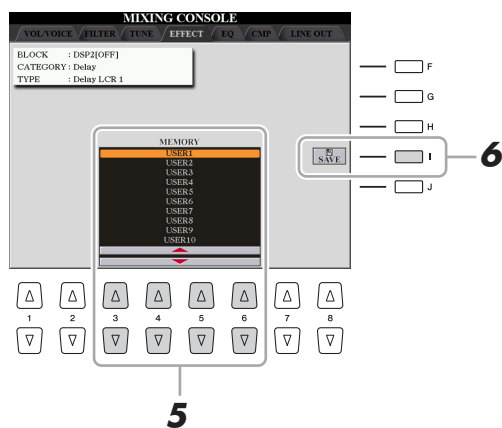 MIXING CONSOLE
VOL/VOICE FILTER TUNE EFFECT EQ CMP LINE OUT
BLOCK : DSP2[OFF]
CATEGORY : Delay
TYPE : Delay LCR 1
F
G
H
I
J
SAVE
6
MEMORY
USER1
USER2
USER3
USER4
USER5
USER6
USER7
USER8
USER9
USER10
1 2 3 4 5 6 7 8
5